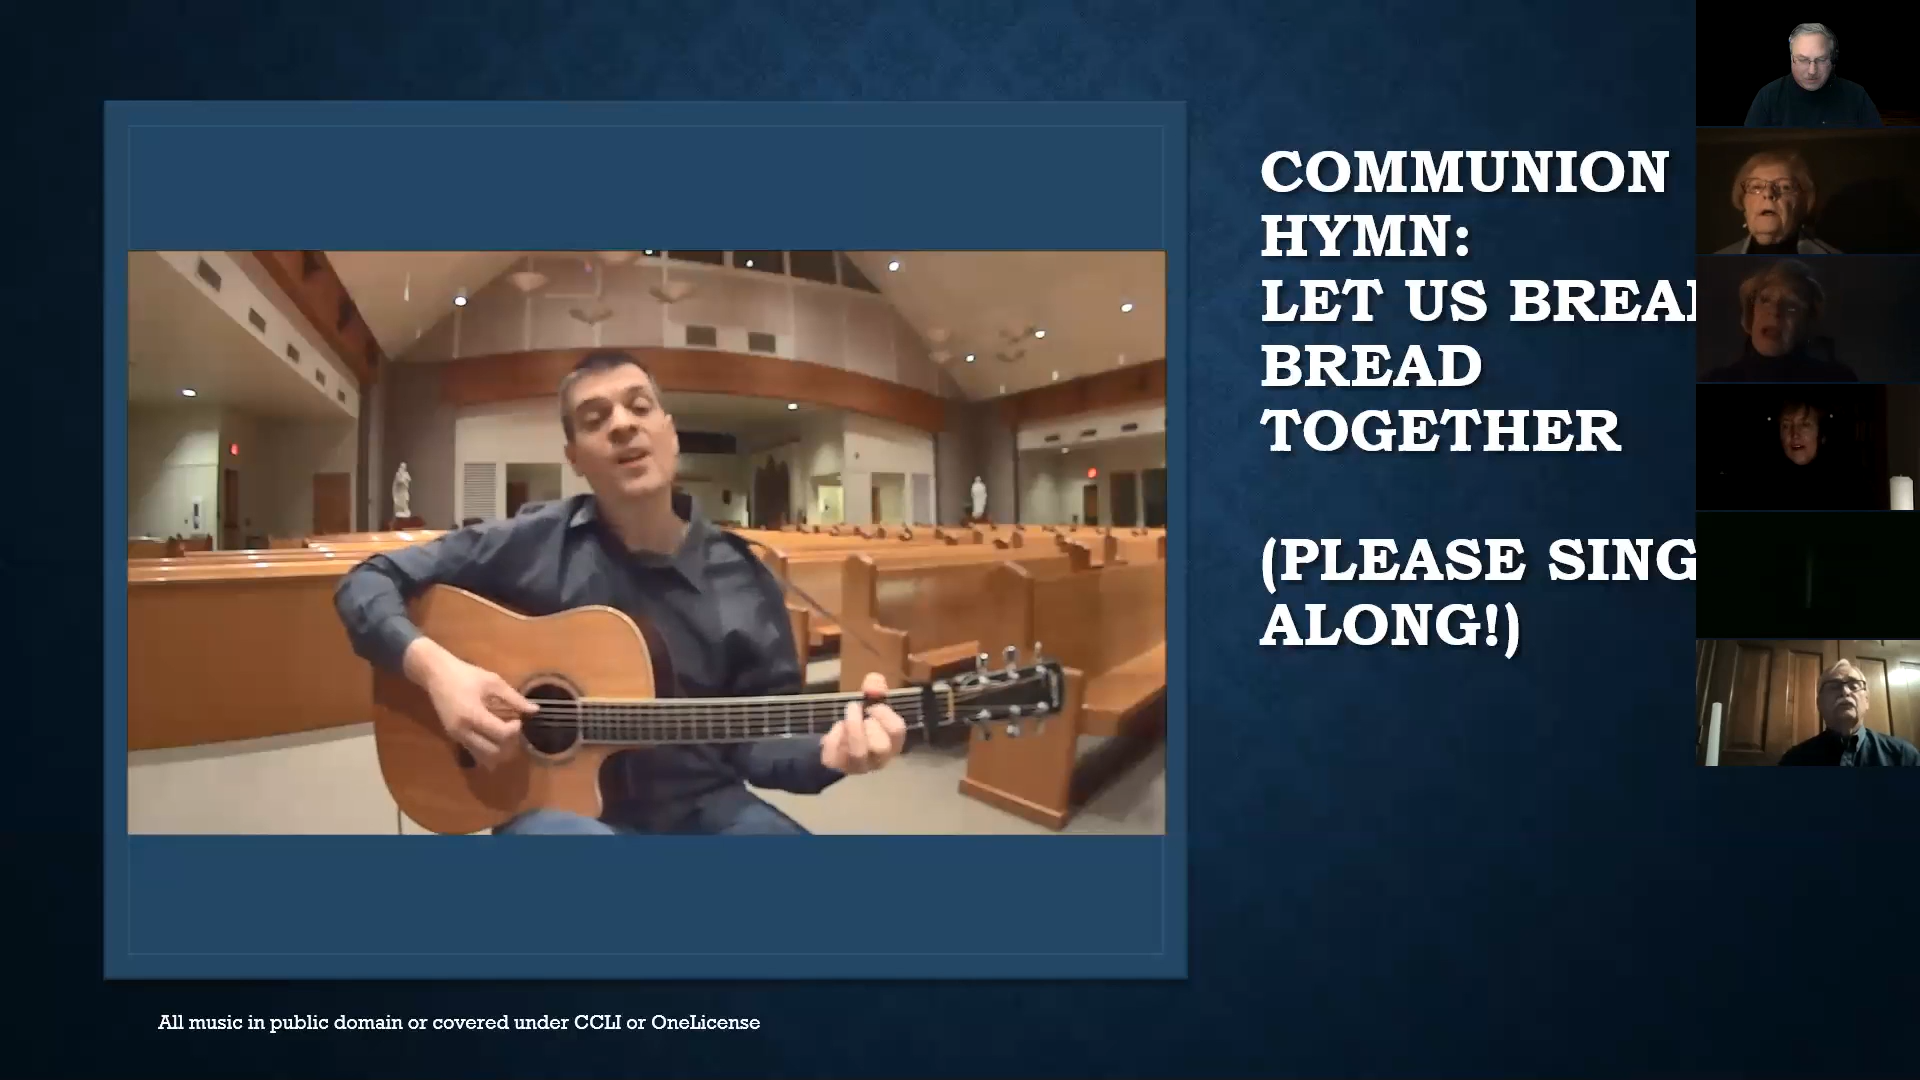 COMMUNION
HYMN:
LET US BREA
BREAD
TOGETHER
(PLEASE SING
ALONG!)
All music in public domain or covered under CCLI or OneLicense